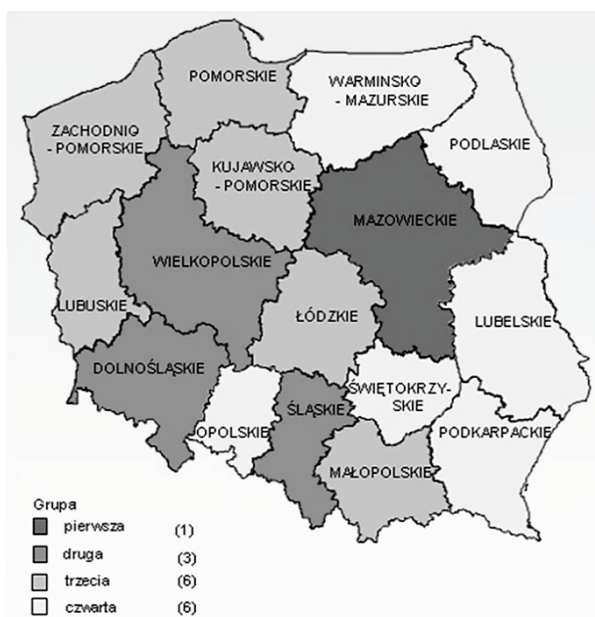 POMORSKIE
WARMINSKO
- MAZURSKIE
ZACHODNIO
- POMORSKIE
PODLASKIE
KUJAWSKO
- POMORSKIE
MAZOWIECKIE
WIELKOPOLSKIE
LUBUSKIE
ŁÓDZKIE
LUBELSKIE
DOLNOŚLĄSKIE
ŚWIĘTOKRZY-
SKIE
ŚLĄSKIE
OPOLSKIE
PODKARPACKIE
MAŁOPOLSKIE
Grupa
pierwsza (1)
druga (3)
trzecia (6)
czwarta (6)